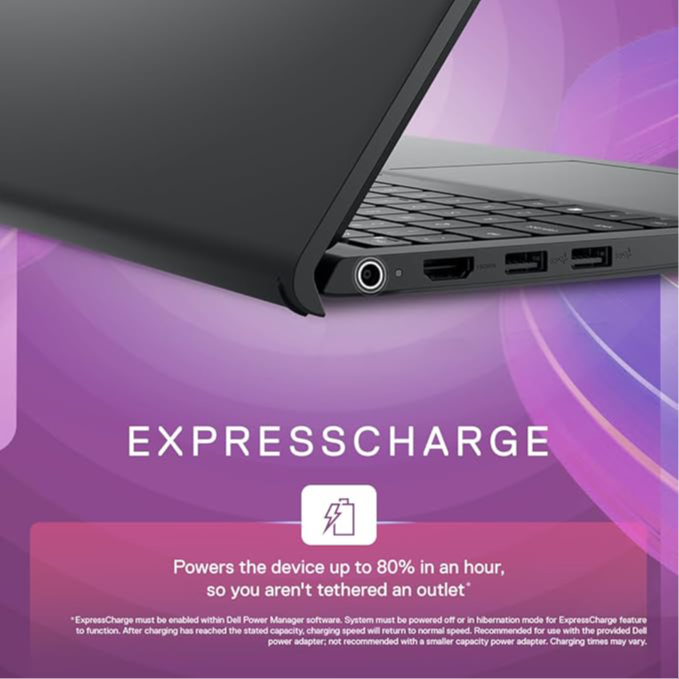 EXPRESSCHARGE
Powers the device up to 80% in an hour,
so you aren't tethered an outlet*
*ExpressCharge must be enabled within Dell Power Manager software. System must be powered off or in hibernation mode for ExpressCharge feature
to function. After charging has reached the stated capacity, charging speed will return to normal speed. Recommended for use with the provided Dell
power adapter; not recommended with a smaller capacity power adapter. Charging times may vary.